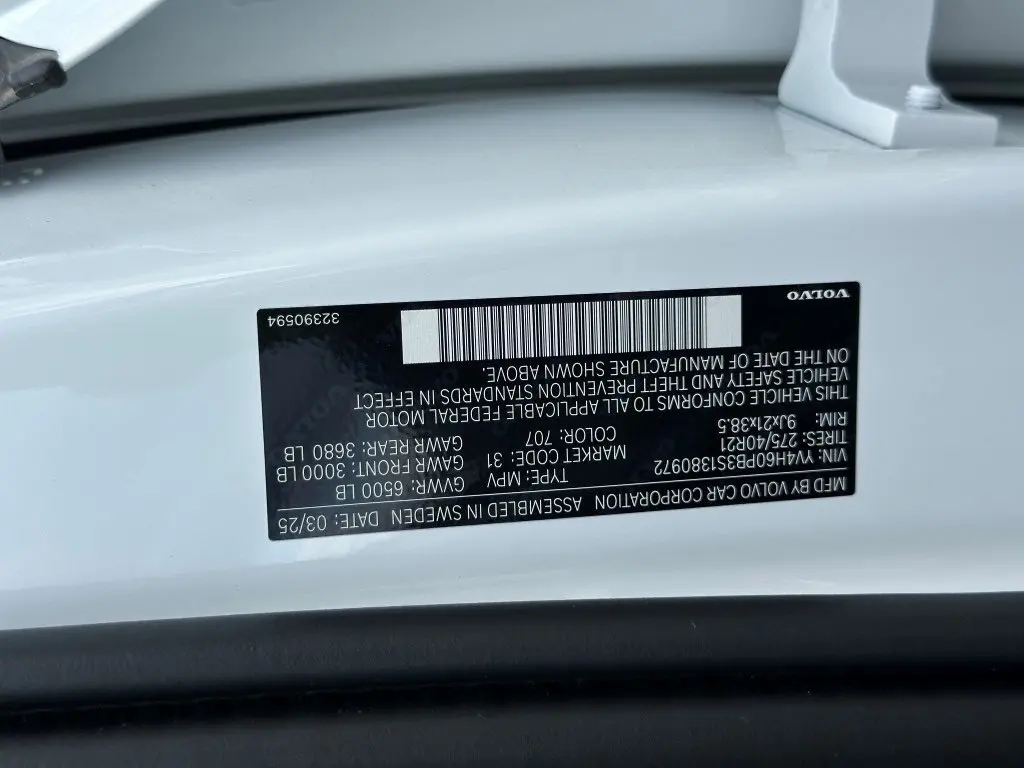 MFD BY VOLVO CAR CORPORATION ASSEMBLED IN SWEDEN DATE: 03/25
VIN: YV4H60PB3S1380972 TYPE: MPV GVWR: 6500 LB
TIRES: 275/40R21 MARKET CODE: 31 GAWR FRONT: 3000 LB
RIM: 9Jx21x38.5 COLOR: 707 GAWR REAR: 3680 LB
THIS VEHICLE CONFORMS TO ALL APPLICABLE FEDERAL MOTOR
VEHICLE SAFETY AND THEFT PREVENTION STANDARDS IN EFFECT
ON THE DATE OF MANUFACTURE SHOWN ABOVE.
VOLVO 32390594